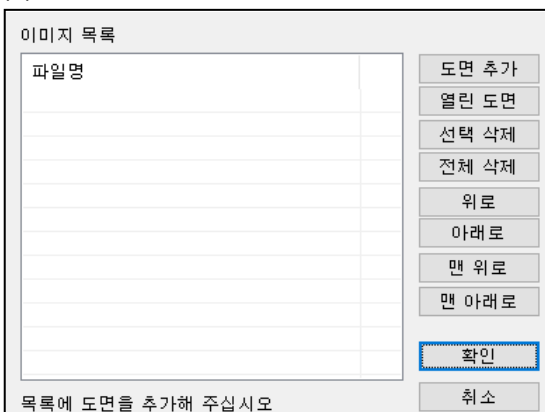 이미지 목록
파일명
도면 추가
열린 도면
선택 삭제
전체 삭제
위로
아래로
맨 위로
맨 아래로
확인
취소
목록에 도면을 추가해 주십시오